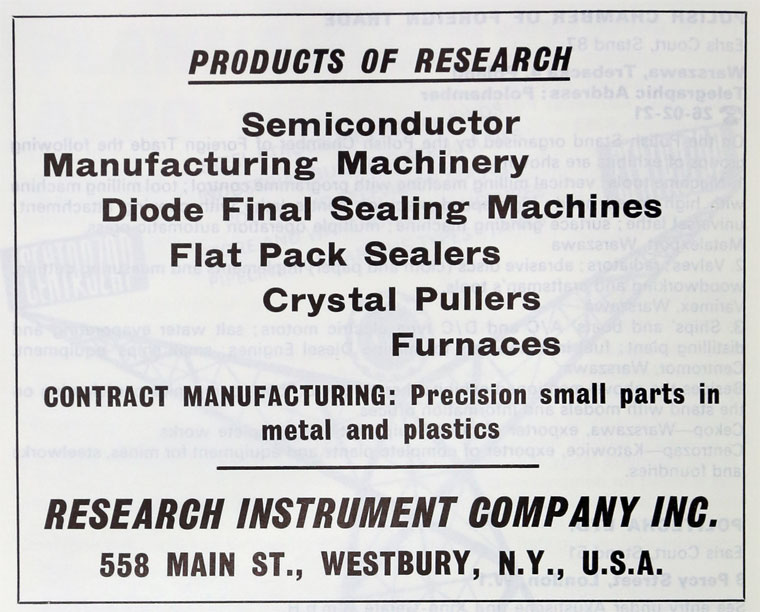 PRODUCTS OF RESEARCH
Semiconductor
Manufacturing Machinery
Diode Final Sealing Machines
Flat Pack Sealers
Crystal Pullers
Furnaces
CONTRACT MANUFACTURING: Precision small parts in
metal and plastics
RESEARCH INSTRUMENT COMPANY INC.
558 MAIN ST., WESTBURY, N.Y., U.S.A.